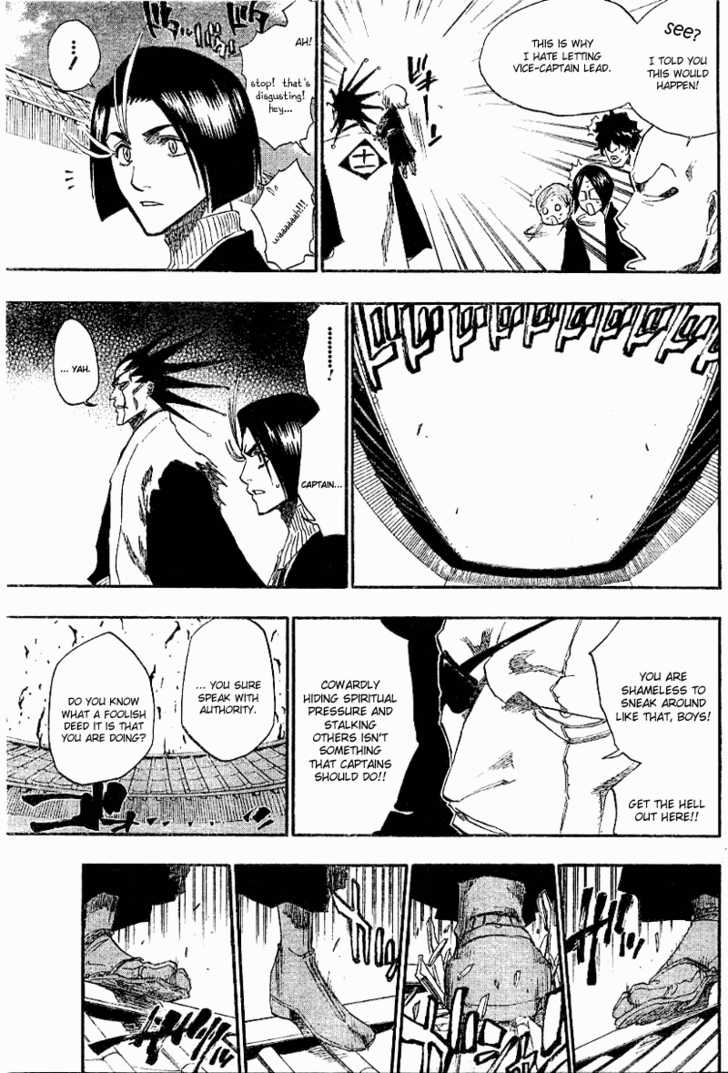 see?
I TOLD YOU
THIS WOULD
HAPPEN!
THIS IS WHY
I HATE LETTING
VICE-CAPTAIN LEAD.
十一
AH!
stop! that's
disgusting!
hey...
waaaaaah!!!
...!
CAPTAIN...
... YAH.
YOU ARE
SHAMELESS TO
SNEAK AROUND
LIKE THAT, BOYS!
GET THE HELL
OUT HERE!!
COWARDLY
HIDING SPIRITUAL
PRESSURE AND
STALKING
OTHERS ISN'T
SOMETHING
THAT CAPTAINS
SHOULD DO!!
... YOU SURE
SPEAK WITH
AUTHORITY.
DO YOU KNOW
WHAT A FOOLISH
DEED IT IS THAT
YOU ARE DOING?